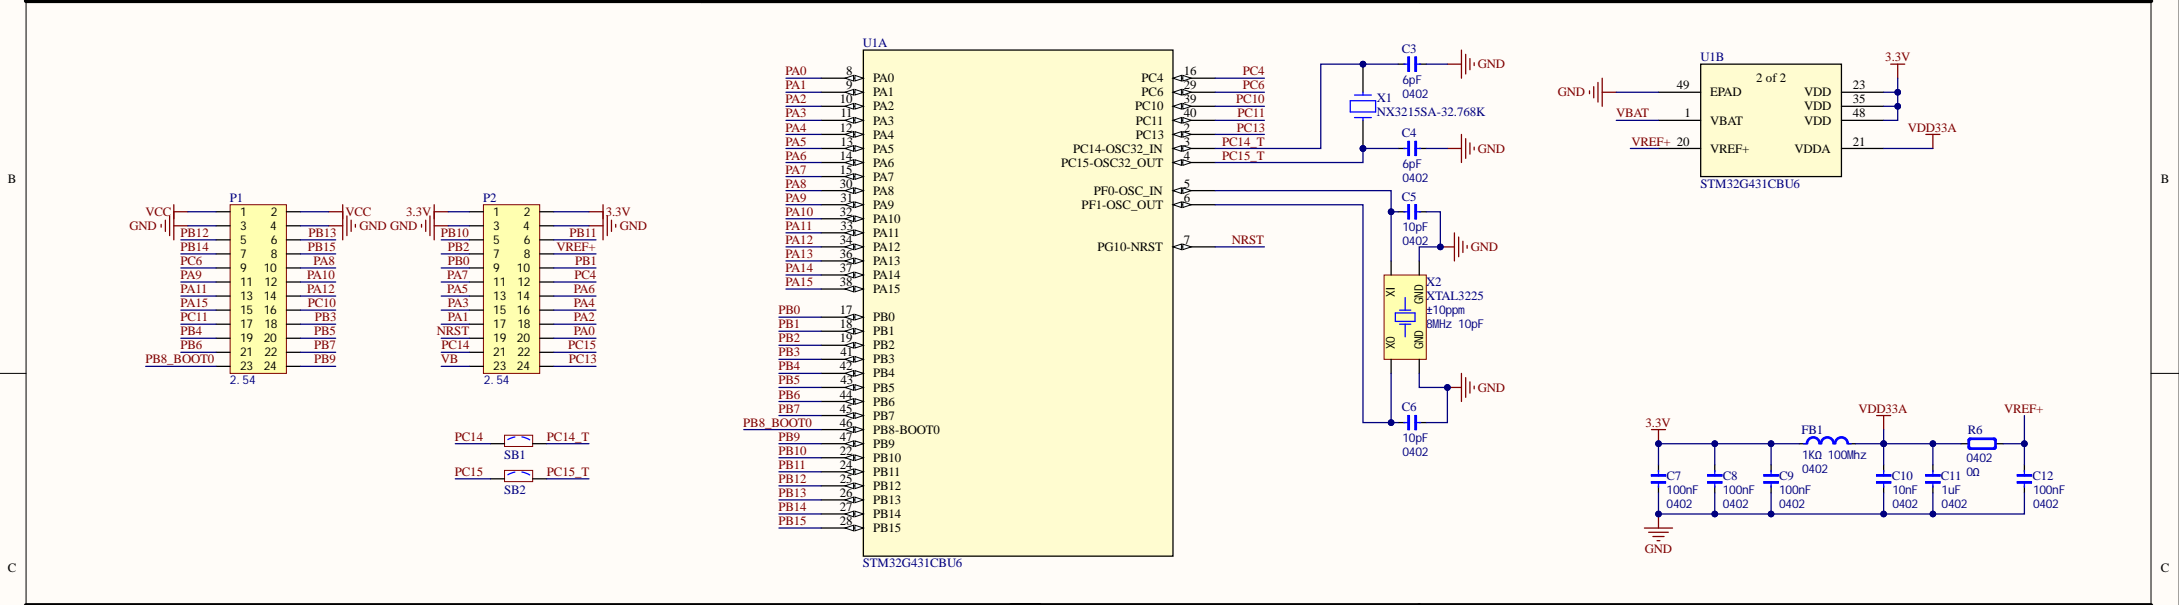 U1A
PA0 8 PA0
PA1 9 PA1
PA2 10 PA2
PA3 11 PA3
PA4 12 PA4
PA5 13 PA5
PA6 14 PA6
PA7 15 PA7
PA8 30 PA8
PA9 31 PA9
PA10 32 PA10
PA11 33 PA11
PA12 34 PA12
PA13 36 PA13
PA14 37 PA14
PA15 38 PA15
PB0 17 PB0
PB1 18 PB1
PB2 19 PB2
PB3 41 PB3
PB4 42 PB4
PB5 43 PB5
PB6 44 PB6
PB7 45 PB7
PB8_BOOT0 46 PB8-BOOT0
PB9 47 PB9
PB10 22 PB10
PB11 24 PB11
PB12 25 PB12
PB13 26 PB13
PB14 27 PB14
PB15 28 PB15
PC4 16 PC4
PC6 29 PC6
PC10 39 PC10
PC11 40 PC11
PC13 2 PC13
PC14-OSC32_IN 3 PC14_T
PC15-OSC32_OUT 4 PC15_T
PF0-OSC_IN 5
PF1-OSC_OUT 6
PG10-NRST 7 NRST
STM32G431CBU6
B
P1
VCC 1 2 VCC
GND 3 4 GND
PB12 5 6 PB13
PB14 7 8 PB15
PC6 9 10 PA8
PA9 11 12 PA10
PA11 13 14 PA12
PA15 15 16 PC10
PC11 17 18 PB3
PB4 19 20 PB5
PB6 21 22 PB7
PB8_BOOT0 23 24 PB9
2.54
P2
3.3V 1 2 3.3V
GND 3 4 GND
PB10 5 6 PB11
PB2 7 8 VREF+
PB0 9 10 PB1
PA7 11 12 PC4
PA5 13 14 PA6
PA3 15 16 PA4
PA1 17 18 PA2
NRST 19 20 PA0
PC14 21 22 PC15
VB 23 24 PC13
2.54
PC14 PC14_T
SB1
PC15 PC15_T
SB2
C3
GND
6pF
0402
X1
NX3215SA-32.768K
C4
GND
6pF
0402
C5
10pF
0402
GND
X2
XTAL3225
±10ppm
8MHz 10pF
XI
GND
XO
GND
GND
C6
10pF
0402
U1B
2 of 2
GND 49 EPAD
VBAT 1 VBAT
VREF+ 20 VREF+
3.3V
VDD 23
VDD 35
VDD 48
VDD33A
VDDA 21
STM32G431CBU6
B
3.3V
VDD33A
VREF+
FB1
1KΩ 100Mhz
0402
R6
0402
0Ω
C7
100nF
0402
C8
100nF
0402
C9
100nF
0402
C10
10nF
0402
C11
1uF
0402
C12
100nF
0402
GND
C
C